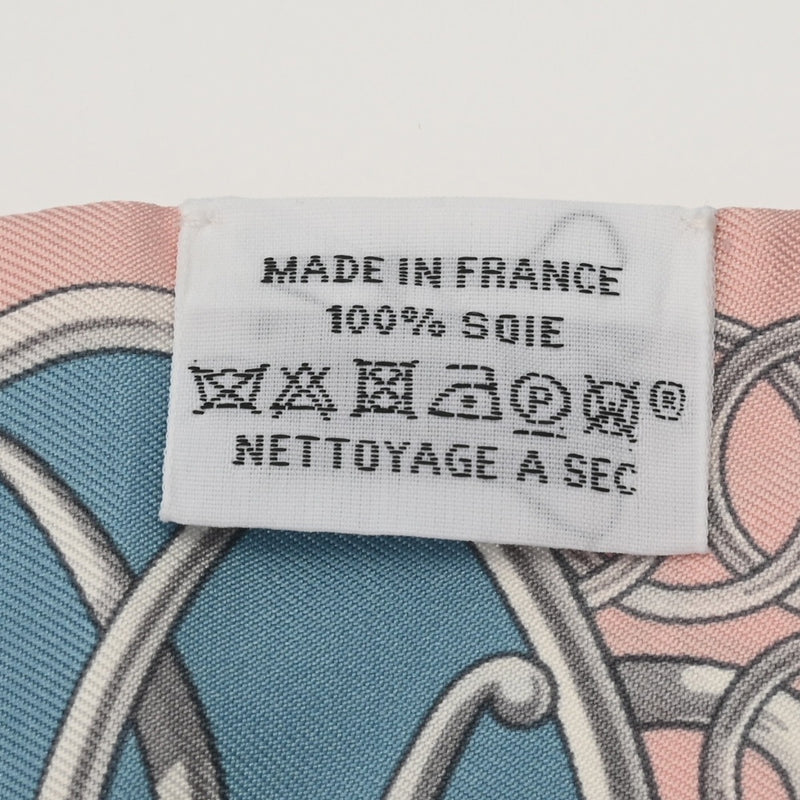 MADE IN FRANCE
100% SOIE
P ®
NETTOYAGE A SEC